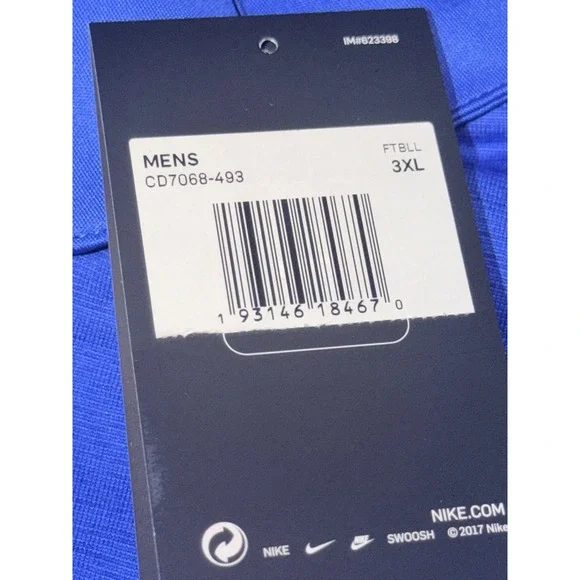 IM#623398
MENS FTBLL
CD7068-493 3XL
1 93146 18467 0
NIKE.COM
NIKE SWOOSH ©2017 Nike